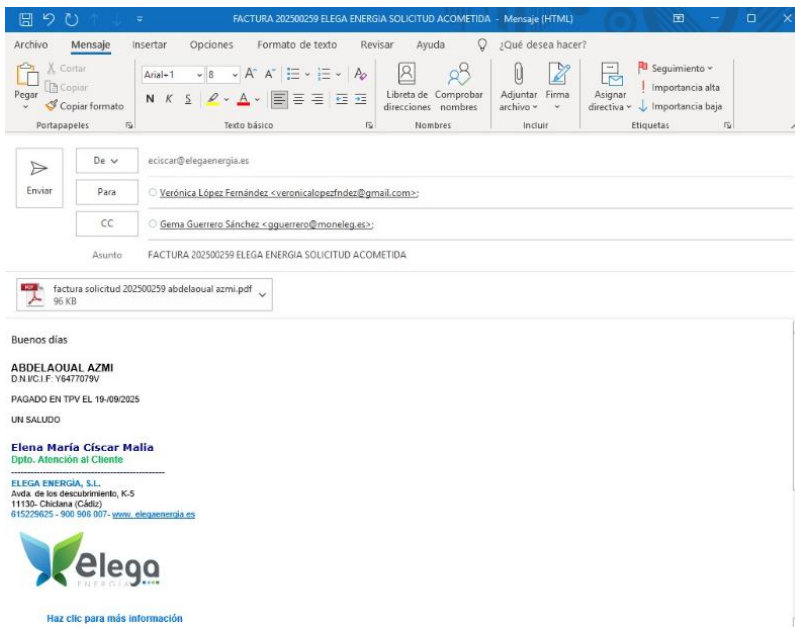 FACTURA 202500259 ELEGA ENERGIA SOLICITUD ACOMETIDA - Mensaje (HTML)
Archivo Mensaje Insertar Opciones Formato de texto Revisar Ayuda ¿Qué desea hacer?
Pegar
Cortar
Copiar
Copiar formato
Portapapeles
Arial+1 8
N K S
Texto básico
Libreta de direcciones
Comprobar nombres
Nombres
Adjuntar archivo
Firma
Incluir
Asignar directiva
Seguimiento
Importancia alta
Importancia baja
Etiquetas
Enviar
De eciscar@elegaenergia.es
Para Verónica López Fernández <veronicalopezfndez@gmail.com>;
CC Gema Guerrero Sánchez <gguerrero@moneleg.es>;
Asunto FACTURA 202500259 ELEGA ENERGIA SOLICITUD ACOMETIDA
factura solicitud 202500259 abdelaoual azmi.pdf
96 KB
Buenos días
ABDELAOUAL AZMI
D.N.I/C.I.F: Y6477079V
PAGADO EN TPV EL 19-/09/2025
UN SALUDO
Elena María Císcar Malia
Dpto. Atención al Cliente
ELEGA ENERGÍA, S.L.
Avda. de los descubrimiento, K-5
11130- Chiclana (Cádiz)
615229625 - 900 906 007- www. elegaenergia.es
elega
ENERGÍA
Haz clic para más información